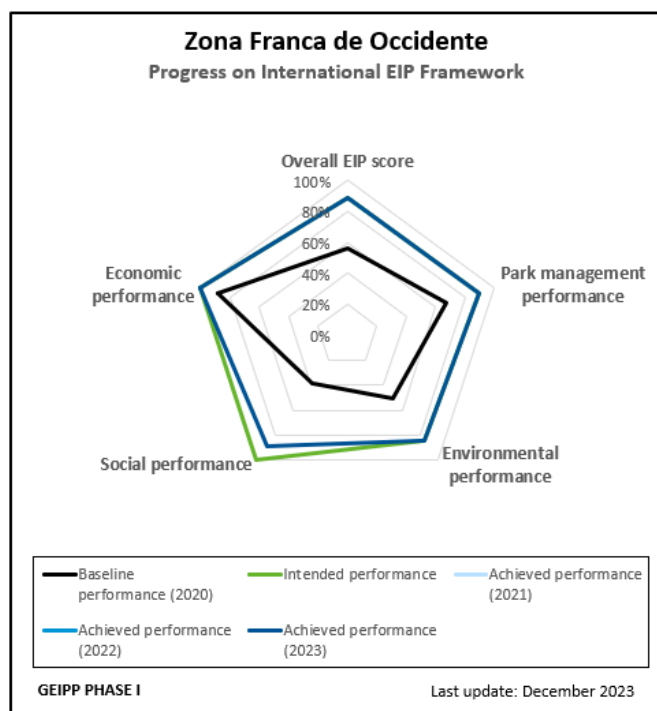 Zona Franca de Occidente
Progress on International EIP Framework
Overall EIP score
100%
80%
60%
40%
20%
0%
Economic
performance
Park management
performance
Social performance
Environmental
performance
Baseline
performance (2020)
Intended performance
Achieved performance
(2021)
Achieved performance
(2022)
Achieved performance
(2023)
GEIPP PHASE I
Last update: December 2023